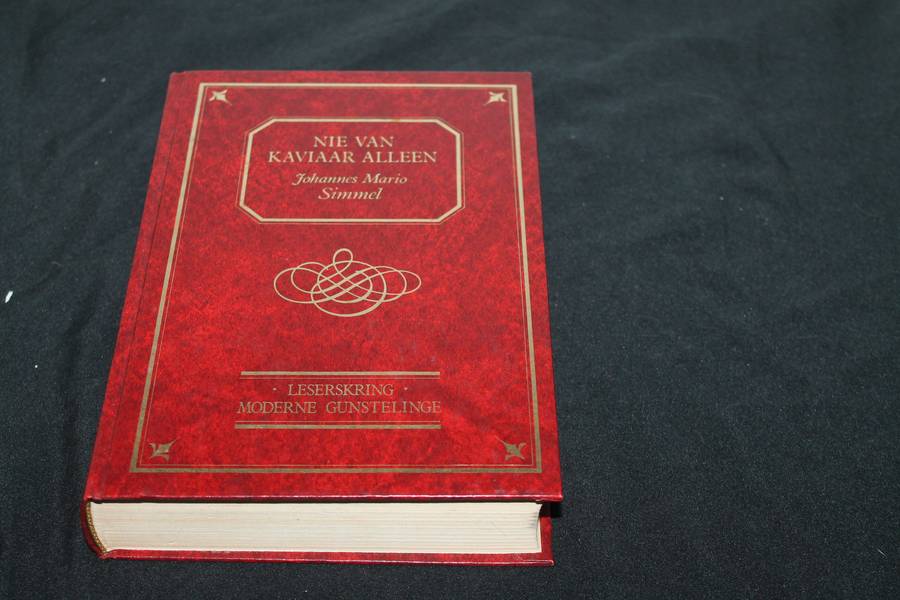 NIE VAN
KAVIAAR ALLEEN
Johannes Mario
Simmel
· LESERSKRING ·
MODERNE GUNSTELINGE